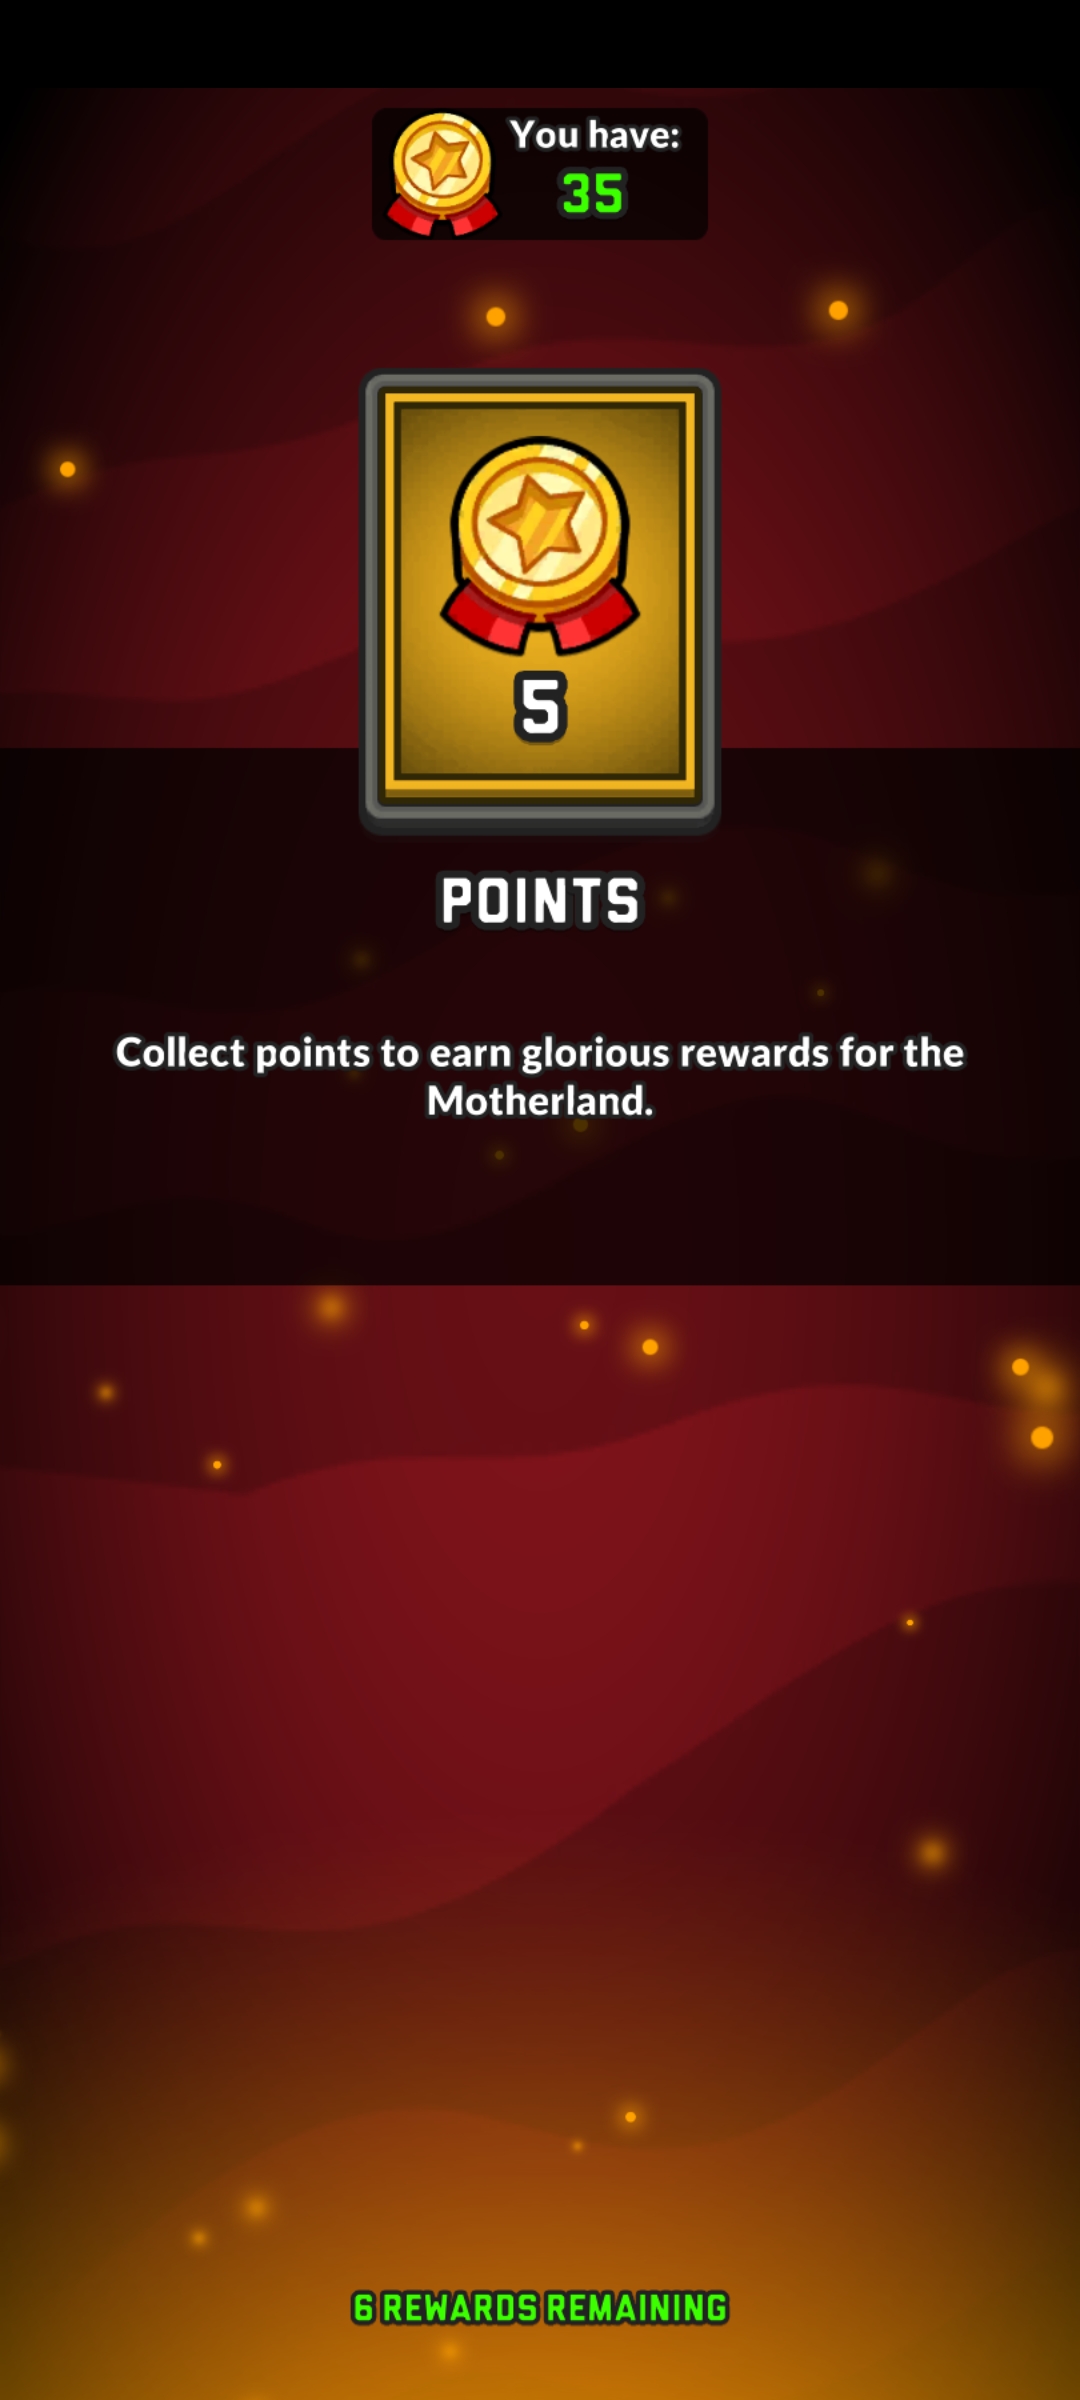 You have:
35
5
POINTS
Collect points to earn glorious rewards for the
Motherland.
6 REWARDS REMAINING